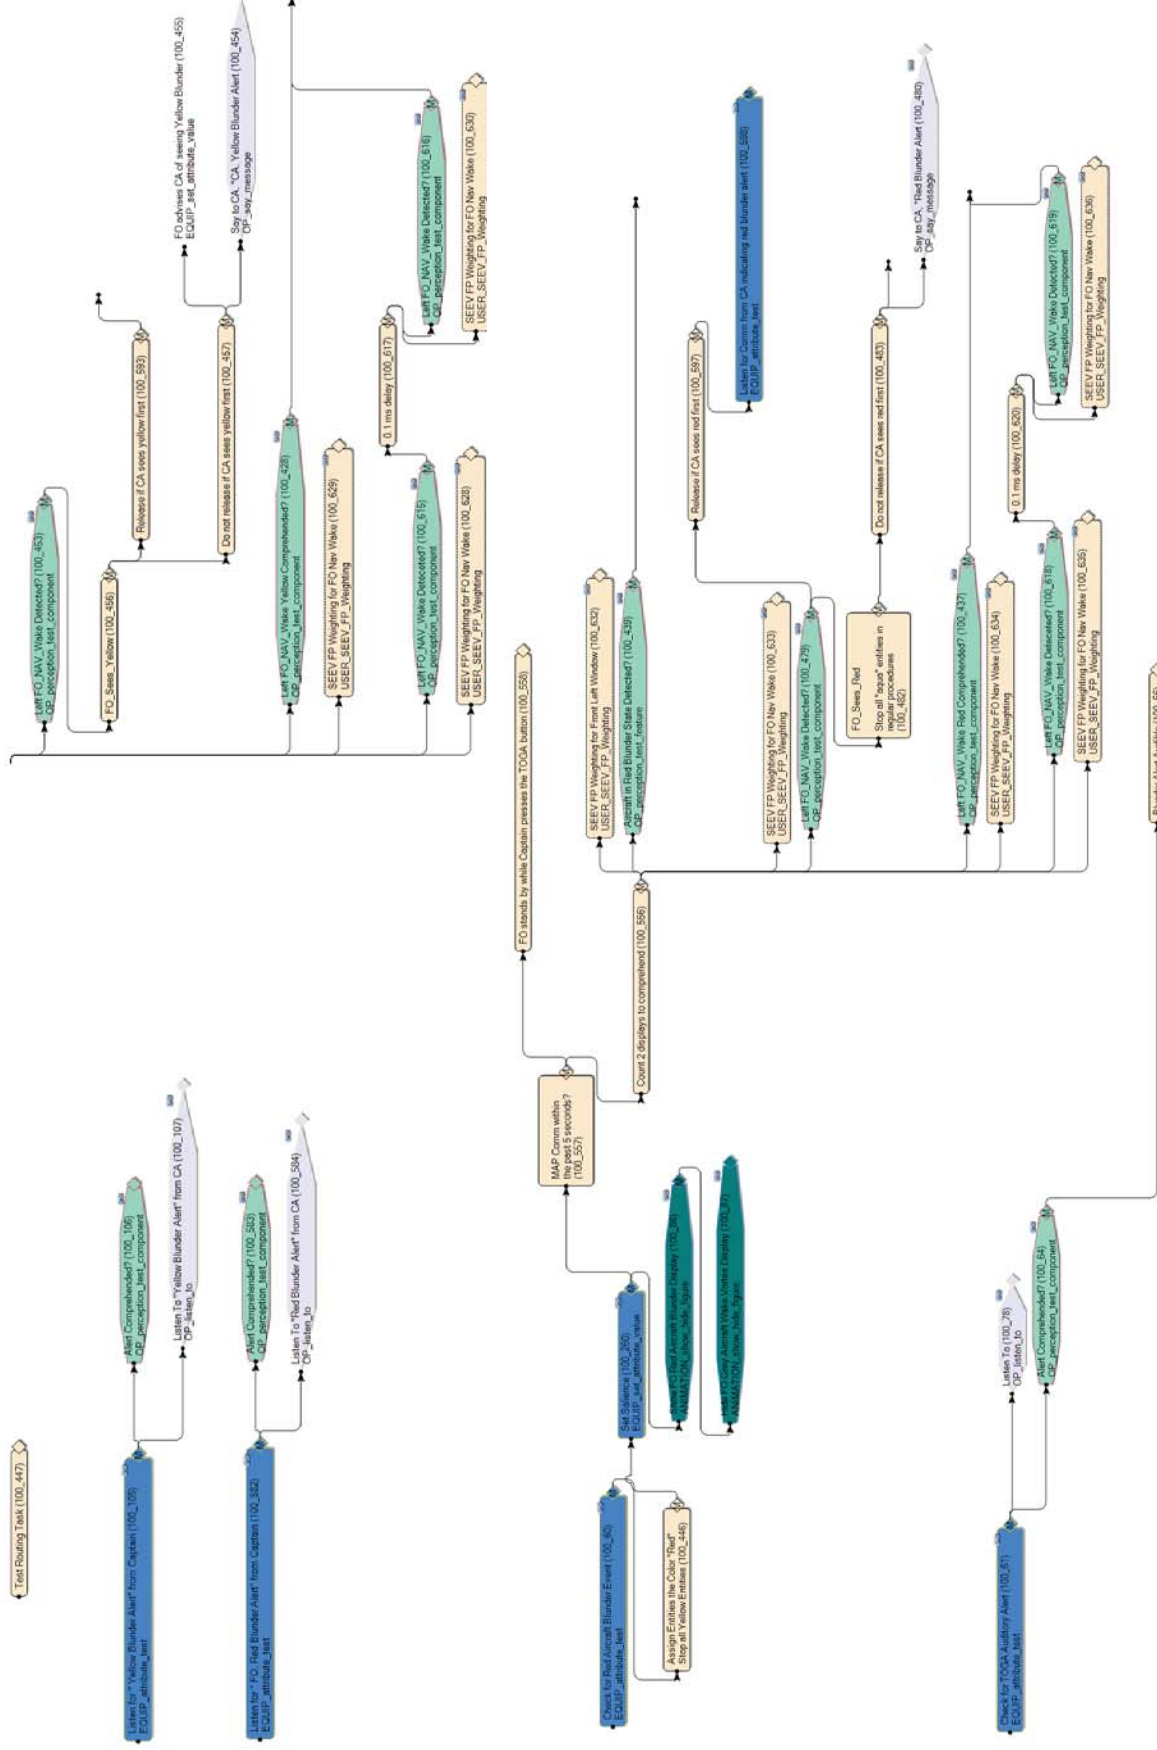 Test Routing Task (100_447)
Listen for " Yellow Blunder Alert" from Captain (100_105)
EQUIP_attribute_test
Alert Comprehended? (100_106)
OP_perception_test_component
Listen To "Yellow Blunder Alert" from CA (100_107)
OP_listen_to
Listen for " FO, Red Blunder Alert" from Captain (100_582)
EQUIP_attribute_test
Alert Comprehended? (100_583)
OP_perception_test_component
Listen To "Red Blunder Alert" from CA (100_584)
OP_listen_to
Left FO_NAV_Wake Detected? (100_453)
OP_perception_test_component
FO_Sees_Yellow (100_456)
Release if CA sees yellow first (100_593)
Do not release if CA sees yellow first (100_457)
FO advises CA of seeing Yellow Blunder (100_455)
EQUIP_set_attribute_value
Say to CA, "CA, Yellow Blunder Alert (100_454)
OP_say_message
Left FO_NAV_Wake Yellow Comprehended? (100_428)
OP_perception_test_component
SEEV FP Weighting for FO Nav Wake (100_629)
USER_SEEV_FP_Weighting
Left FO_NAV_Wake Deteceted? (100_615)
OP_perception_test_component
SEEV FP Weighting for FO Nav Wake (100_628)
USER_SEEV_FP_Weighting
0.1 ms delay (100_617)
Left FO_NAV_Wake Detected? (100_616)
OP_perception_test_component
SEEV FP Weighting for FO Nav Wake (100_630)
USER_SEEV_FP_Weighting
Check for Red Aircraft Blunder Event (100_60)
EQUIP_attribute_test
Assign Entities the Color "Red"
Stop all Yellow Entities (100_446)
Set Salience (100_260)
EQUIP_set_attribute_value
FO Red Aircraft Blunder Display
ANIMATION_show_hide_figure
Hide FO Grey Aircraft Wake Vortex Display
ANIMATION_show_hide_figure
MAP Comm within
the past 5 seconds?
(100_557)
FO stands by while Captain presses the TOGA button (100_558)
Count 2 displays to comprehend (100_556)
SEEV FP Weighting for Front Left Window (100_632)
USER_SEEV_FP_Weighting
Aircraft in Red Blunder State Detected? (100_439)
OP_perception_test_feature
SEEV FP Weighting for FO Nav Wake (100_633)
USER_SEEV_FP_Weighting
Left FO_NAV_Wake Detected? (100_479)
OP_perception_test_component
Release if CA sees red first (100_597)
Listen for Comm from CA indicating red blunder alert
EQUIP_attribute_test
FO_Sees_Red
Stop all "aqua" entities in
regular procedures
(100_482)
Do not release if CA sees red first (100_483)
Say to CA, "Red Blunder Alert (100_480)
OP_say_message
Left FO_NAV_Wake Red Comprehended? (100_437)
OP_perception_test_component
SEEV FP Weighting for FO Nav Wake (100_634)
USER_SEEV_FP_Weighting
Left FO_NAV_Wake Deteceted? (100_618)
OP_perception_test_component
SEEV FP Weighting for FO Nav Wake (100_635)
USER_SEEV_FP_Weighting
0.1 ms delay (100_620)
Left FO_NAV_Wake Detected? (100_619)
OP_perception_test_component
SEEV FP Weighting for FO Nav Wake (100_636)
USER_SEEV_FP_Weighting
Check for TOGA Auditory Alert (100_61)
EQUIP_attribute_test
Listen To (100_78)
OP_listen_to
Alert Comprehended? (100_64)
OP_perception_test_component